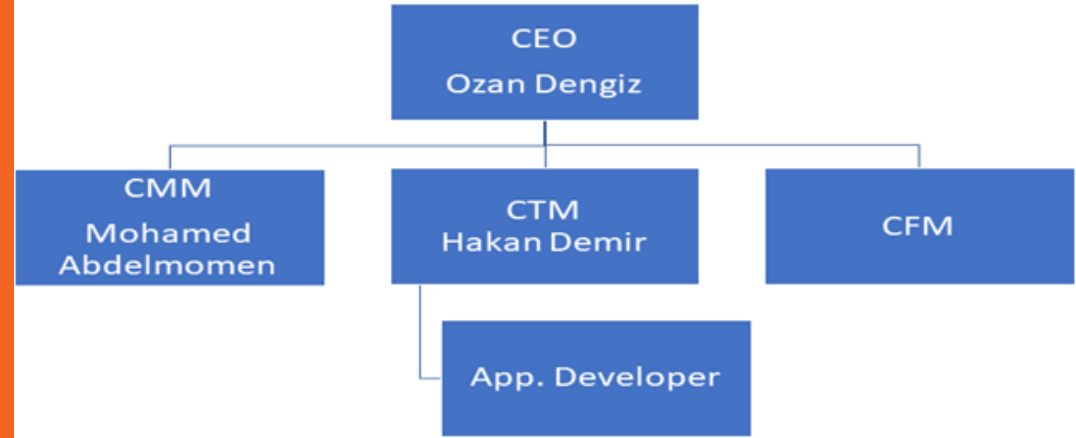 CEO
Ozan Dengiz
CMM
Mohamed
Abdelmomen
CTM
Hakan Demir
CFM
App. Developer